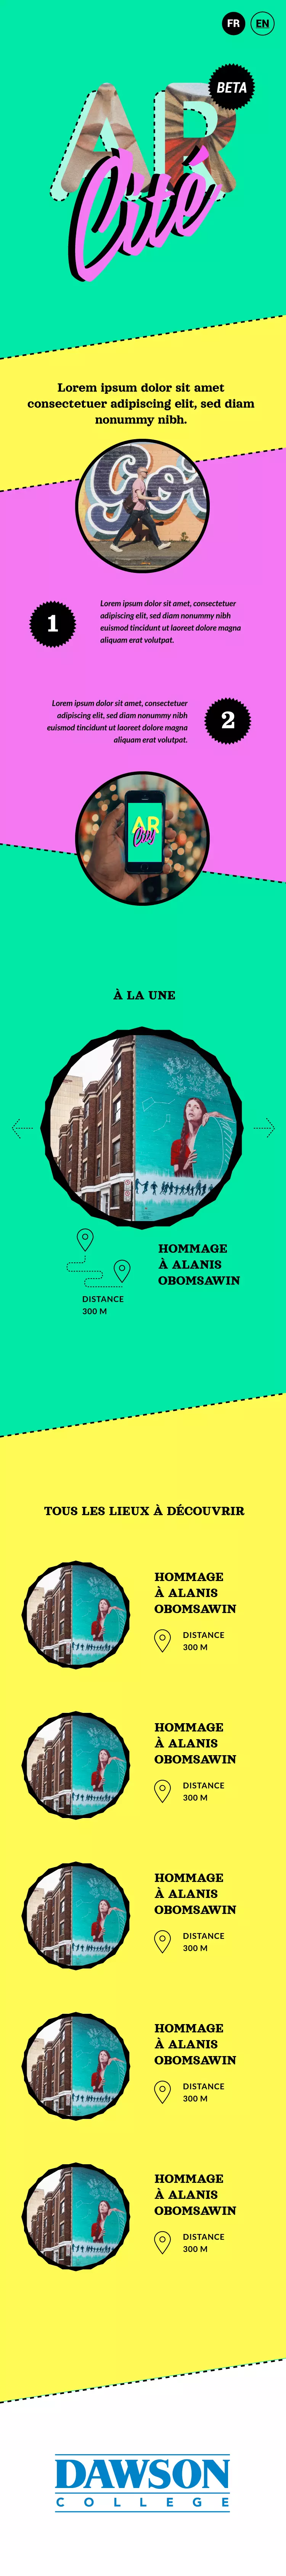 FR EN
BETA
AR
Cité
Lorem ipsum dolor sit amet
consectetuer adipiscing elit, sed diam
nonummy nibh.
Go
1
Lorem ipsum dolor sit amet, consectetuer
adipiscing elit, sed diam nonummy nibh
euismod tincidunt ut laoreet dolore magna
aliquam erat volutpat.
Lorem ipsum dolor sit amet, consectetuer
adipiscing elit, sed diam nonummy nibh
euismod tincidunt ut laoreet dolore magna
aliquam erat volutpat.
2
AR
City
À LA UNE
HOMMAGE
À ALANIS
OBOMSAWIN
DISTANCE
300 M
TOUS LES LIEUX À DÉCOUVRIR
HOMMAGE
À ALANIS
OBOMSAWIN
DISTANCE
300 M
HOMMAGE
À ALANIS
OBOMSAWIN
DISTANCE
300 M
HOMMAGE
À ALANIS
OBOMSAWIN
DISTANCE
300 M
HOMMAGE
À ALANIS
OBOMSAWIN
DISTANCE
300 M
HOMMAGE
À ALANIS
OBOMSAWIN
DISTANCE
300 M
DAWSON
COLLEGE